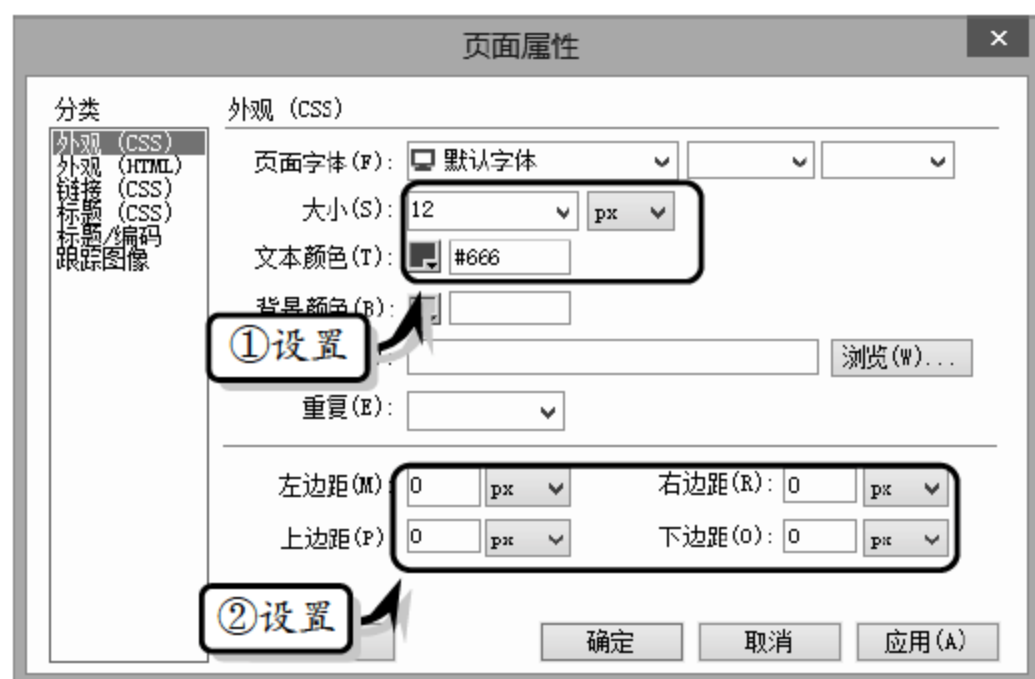 页面属性
分类
外观 (CSS)
外观 (HTML)
链接 (CSS)
标题 (CSS)
标题/编码
跟踪图像
外观 (CSS)
页面字体(F): 默认字体
大小(S): 12 px
文本颜色(T): #666
背景颜色(B):
①设置
浏览(W)...
重复(E):
左边距(M) 0 px 右边距(R): 0 px
上边距(P) 0 px 下边距(O): 0 px
②设置
确定 取消 应用(A)